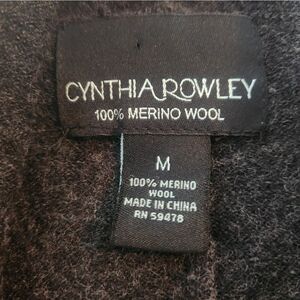 CYNTHIA ROWLEY
100% MERINO WOOL
M
100% MERINO
WOOL
MADE IN CHINA
RN 59478